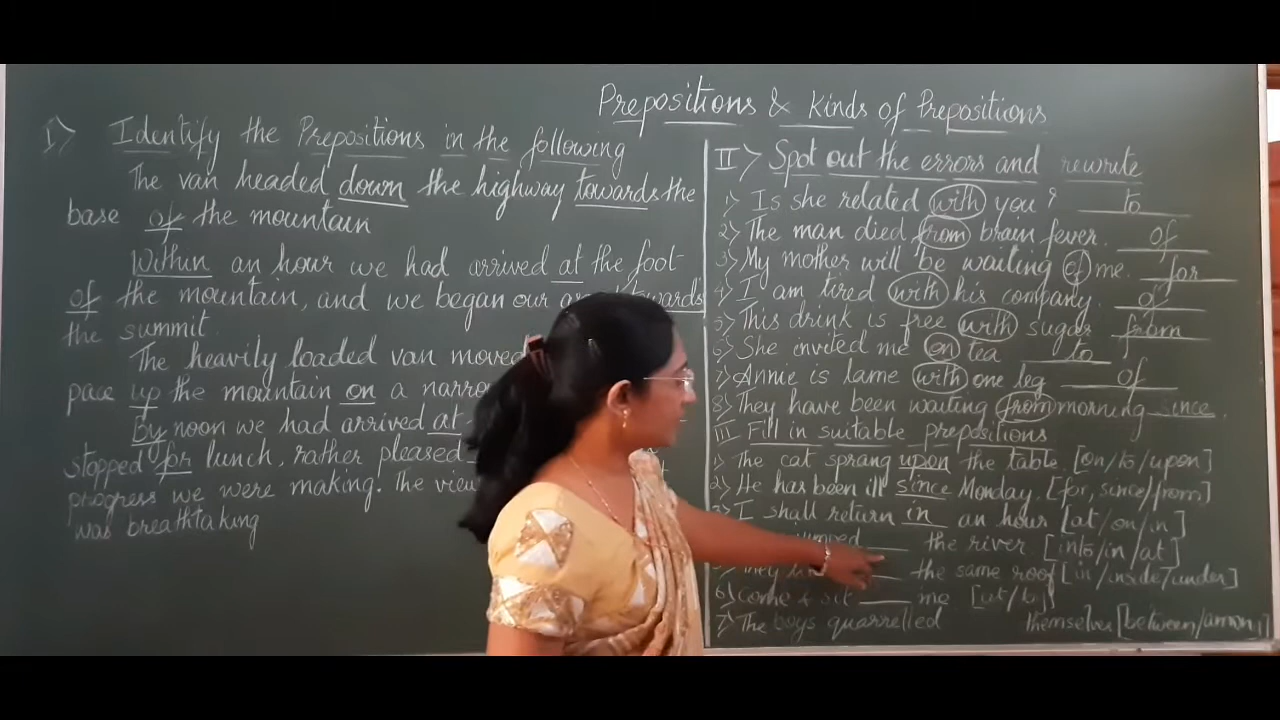 Prepositions & Kinds of Prepositions
I> Identify the Prepositions in the following
The van headed down the highway towards the
base of the mountain
Within an hour we had arrived at the foot-
of the mountain, and we began our towards
the summit.
The heavily loaded van moved
pace up the mountain on a narro
By noon we had arrived at
stopped for lunch, rather pleased
progress we were making. The view
was breathtaking
II> Spot out the errors and rewrite
1> Is she related with you? to
2> The man died from brain fever. of
3> My mother will be waiting of me. for
4> I am tired with his company. of
5> This drink is free with sugar from
6> She invited me on tea to
7> Annie is lame with one leg of
8> They have been waiting from morning since.
III Fill in suitable prepositions
1> The cat sprang upon the table. [on/to/upon]
2> He has been ill since Monday. [for, since/from]
3> I shall return in an hour [at/on/in]
jumped ___ the river [into/in/at]
5> They ___ the same roof [in/inside/under]
6> Come & sit ___ me [at/by]
7> The boys quarrelled themselves [between/amon]